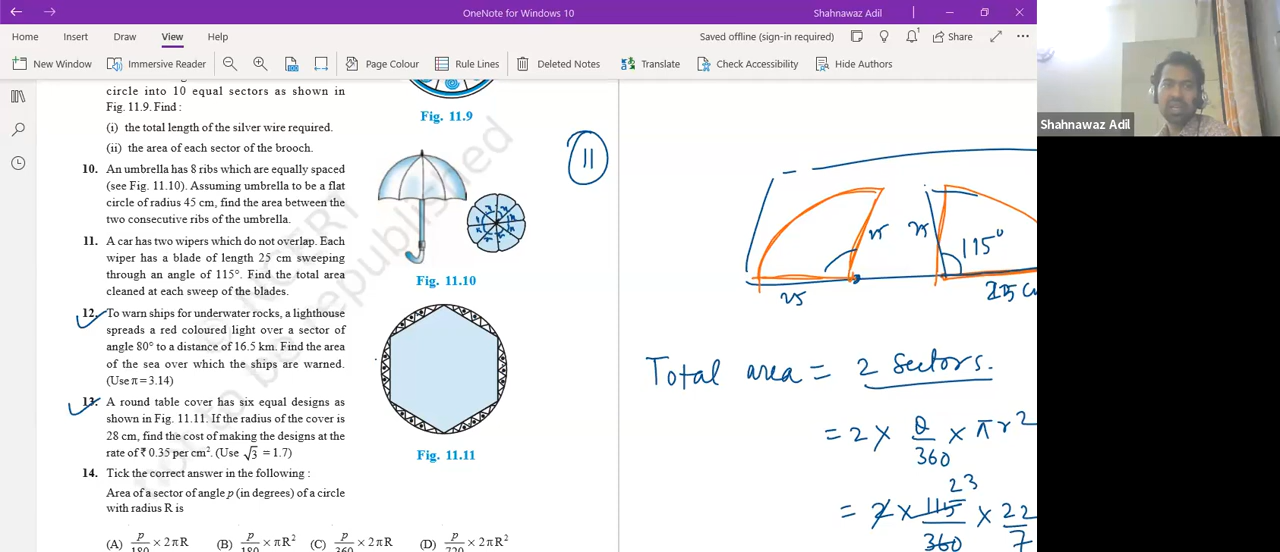 OneNote for Windows 10
Shahnawaz Adil
Home Insert Draw View Help
Saved offline (sign-in required)
Share
New Window Immersive Reader Page Colour Rule Lines Deleted Notes Translate Check Accessibility Hide Authors
Shahnawaz Adil
circle into 10 equal sectors as shown in
Fig. 11.9. Find :
(i) the total length of the silver wire required.
(ii) the area of each sector of the brooch.
Fig. 11.9
10. An umbrella has 8 ribs which are equally spaced
(see Fig. 11.10). Assuming umbrella to be a flat
circle of radius 45 cm, find the area between the
two consecutive ribs of the umbrella.
11. A car has two wipers which do not overlap. Each
wiper has a blade of length 25 cm sweeping
through an angle of 115°. Find the total area
cleaned at each sweep of the blades.
Fig. 11.10
12. To warn ships for underwater rocks, a lighthouse
spreads a red coloured light over a sector of
angle 80° to a distance of 16.5 km. Find the area
of the sea over which the ships are warned.
(Use π = 3.14)
13. A round table cover has six equal designs as
shown in Fig. 11.11. If the radius of the cover is
28 cm, find the cost of making the designs at the
rate of ₹ 0.35 per cm². (Use √3 = 1.7)
Fig. 11.11
14. Tick the correct answer in the following :
Area of a sector of angle p (in degrees) of a circle
with radius R is
(A) p/180 × 2πR (B) p/180 × πR² (C) p/360 × 2πR (D) p/720 × 2πR²
11
25
25
115°
25
Total area = 2 sectors.
= 2 × θ/360 × πr²
23
= 2 × 115/360 × 22/7